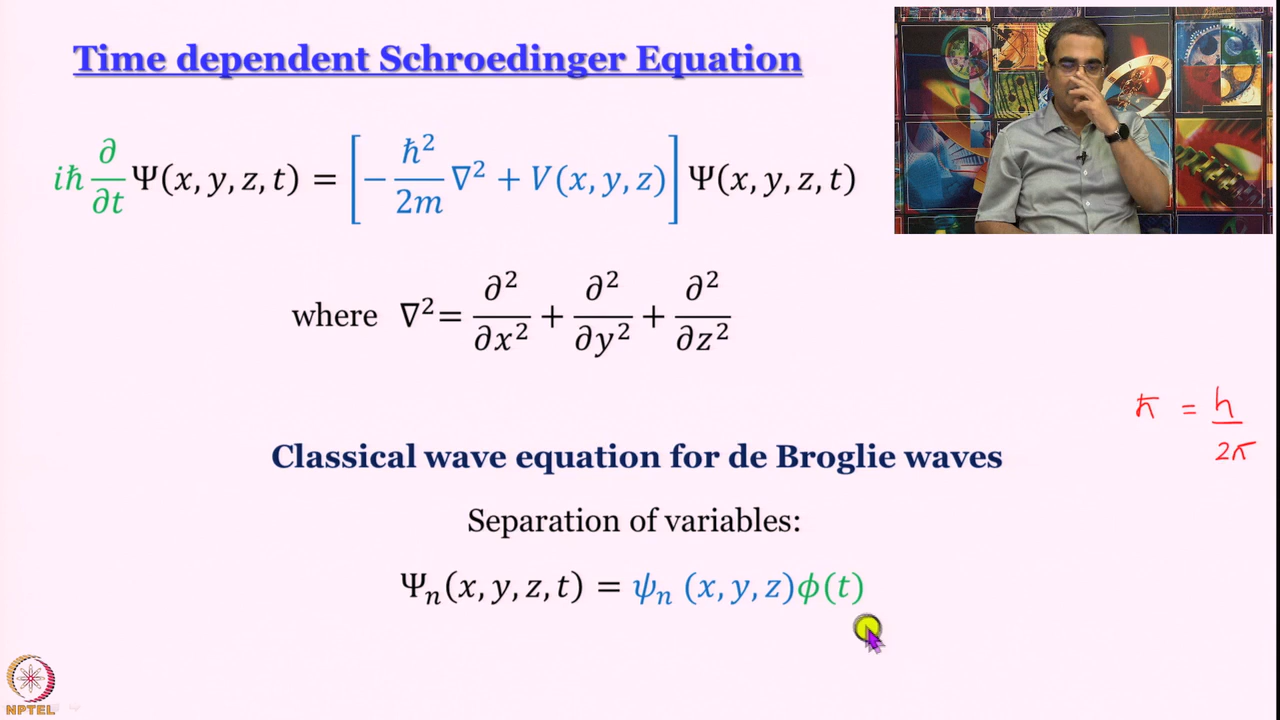 Time dependent Schroedinger Equation
iħ ∂/∂t Ψ(x, y, z, t) = [−ħ²/2m ∇² + V(x, y, z)] Ψ(x, y, z, t)
where ∇²= ∂²/∂x² + ∂²/∂y² + ∂²/∂z²
ħ = h/2π
Classical wave equation for de Broglie waves
Separation of variables:
Ψₙ(x, y, z, t) = ψₙ (x, y, z)ϕ(t)
NPTEL